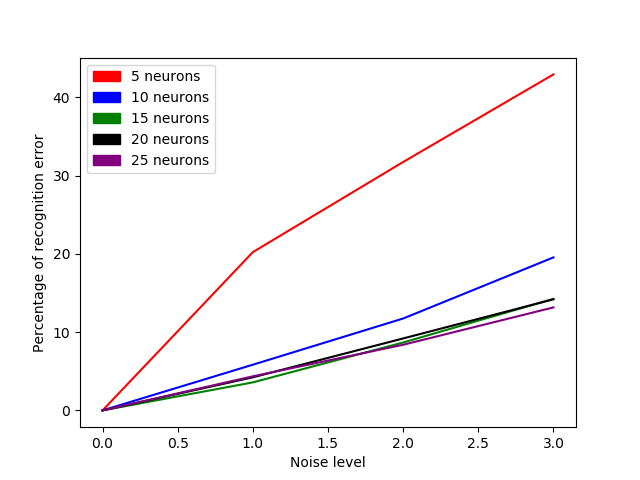 5 neurons
10 neurons
15 neurons
20 neurons
25 neurons
Percentage of recognition error
40
30
20
10
0
0.0 0.5 1.0 1.5 2.0 2.5 3.0
Noise level